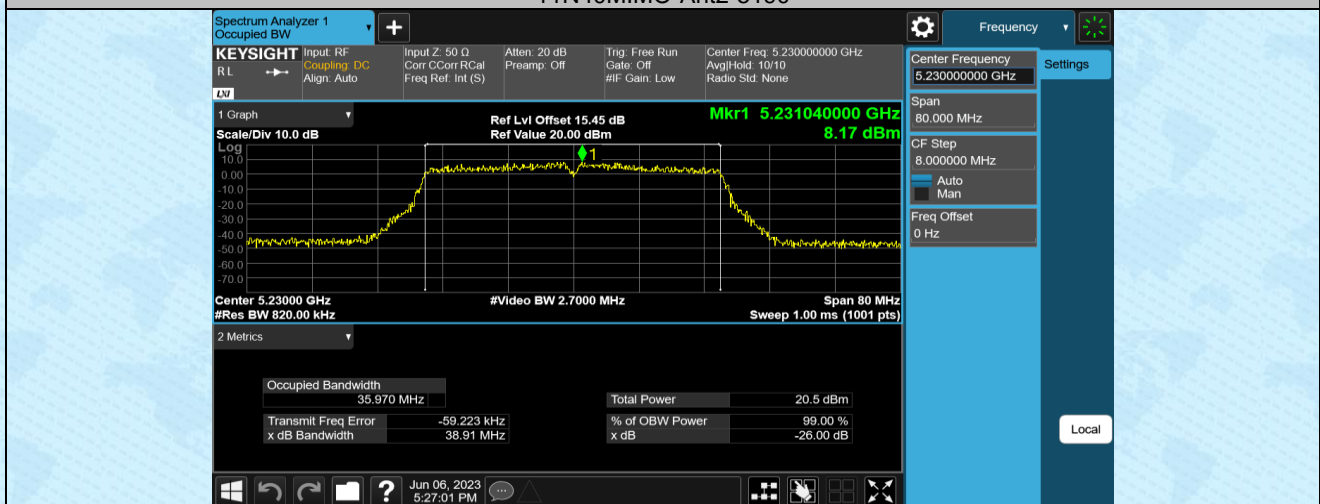 Spectrum Analyzer 1
Occupied BW
Frequency
KEYSIGHT
R L
LXI
Input: RF
Coupling: DC
Align: Auto
Input Z: 50 Ω
Corr CCorr RCal
Freq Ref: Int (S)
Atten: 20 dB
Preamp: Off
Trig: Free Run
Gate: Off
#IF Gain: Low
Center Freq: 5.230000000 GHz
Avg|Hold: 10/10
Radio Std: None
Center Frequency
5.230000000 GHz
Settings
Span
80.000 MHz
CF Step
8.000000 MHz
Auto
Man
Freq Offset
0 Hz
1 Graph
Scale/Div 10.0 dB
Ref Lvl Offset 15.45 dB
Ref Value 20.00 dBm
Mkr1 5.231040000 GHz
8.17 dBm
Log
10.0
0.00
-10.0
-20.0
-30.0
-40.0
-50.0
-60.0
-70.0
1
Center 5.23000 GHz
#Res BW 820.00 kHz
#Video BW 2.7000 MHz
Span 80 MHz
Sweep 1.00 ms (1001 pts)
2 Metrics
Occupied Bandwidth
35.970 MHz
Total Power 20.5 dBm
Transmit Freq Error -59.223 kHz
% of OBW Power 99.00 %
x dB Bandwidth 38.91 MHz
x dB -26.00 dB
Local
Jun 06, 2023
5:27:01 PM